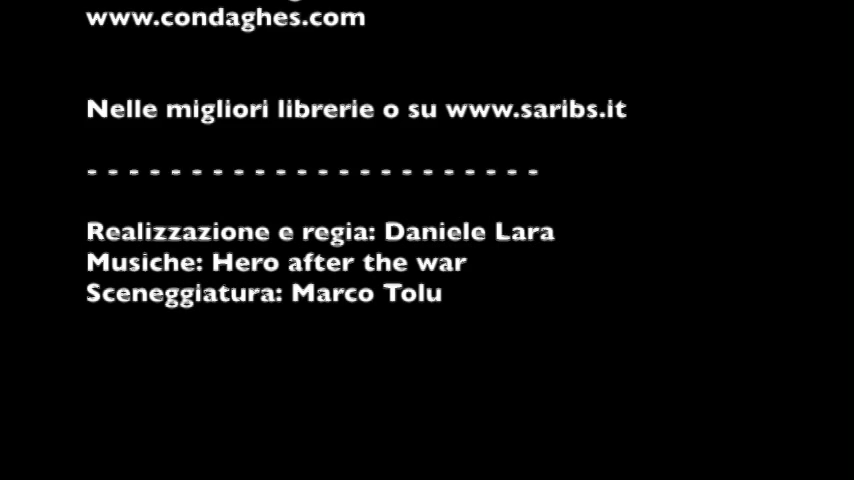 www.condaghes.com
Nelle migliori librerie o su www.saribs.it
- - - - - - - - - - - - - - - - - - - - - -
Realizzazione e regia: Daniele Lara
Musiche: Hero after the war
Sceneggiatura: Marco Tolu